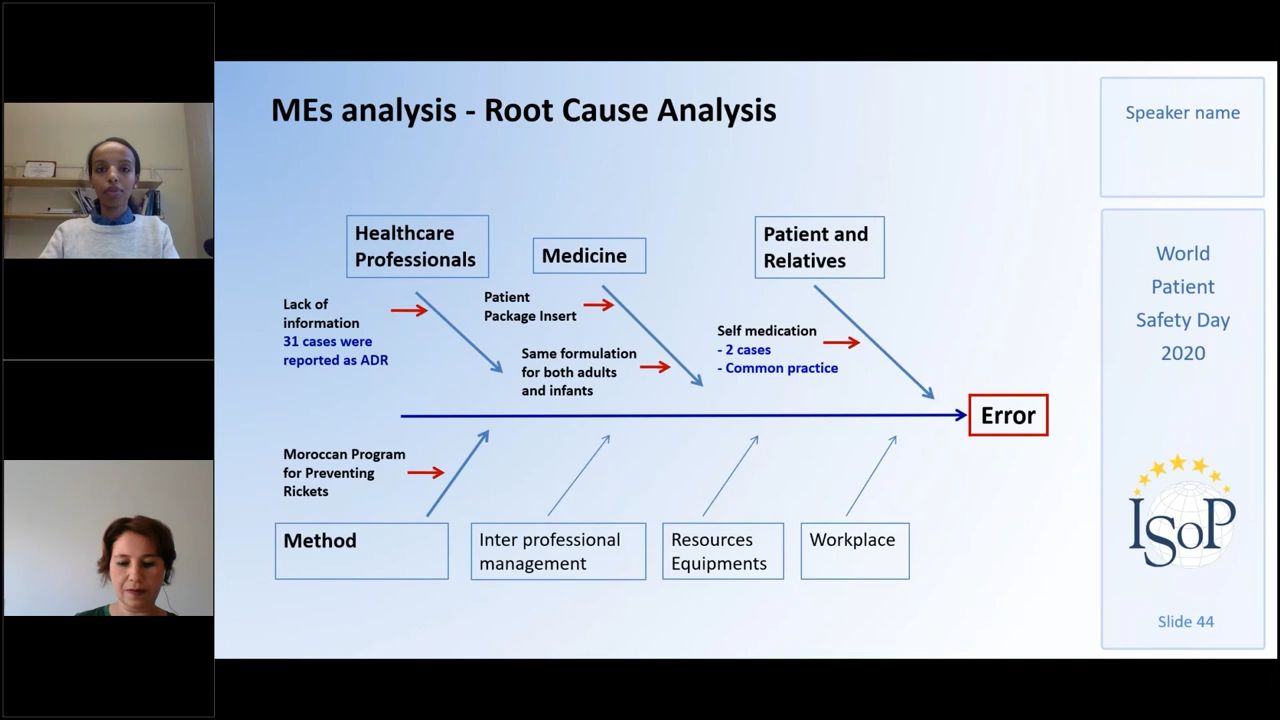 MEs analysis - Root Cause Analysis
Speaker name
Healthcare
Professionals
Medicine
Patient and
Relatives
Lack of
information
31 cases were
reported as ADR
Patient
Package Insert
Same formulation
for both adults
and infants
Self medication
- 2 cases
- Common practice
Error
Moroccan Program
for Preventing
Rickets
Method
Inter professional
management
Resources
Equipments
Workplace
World
Patient
Safety Day
2020
ISoP
Slide 44